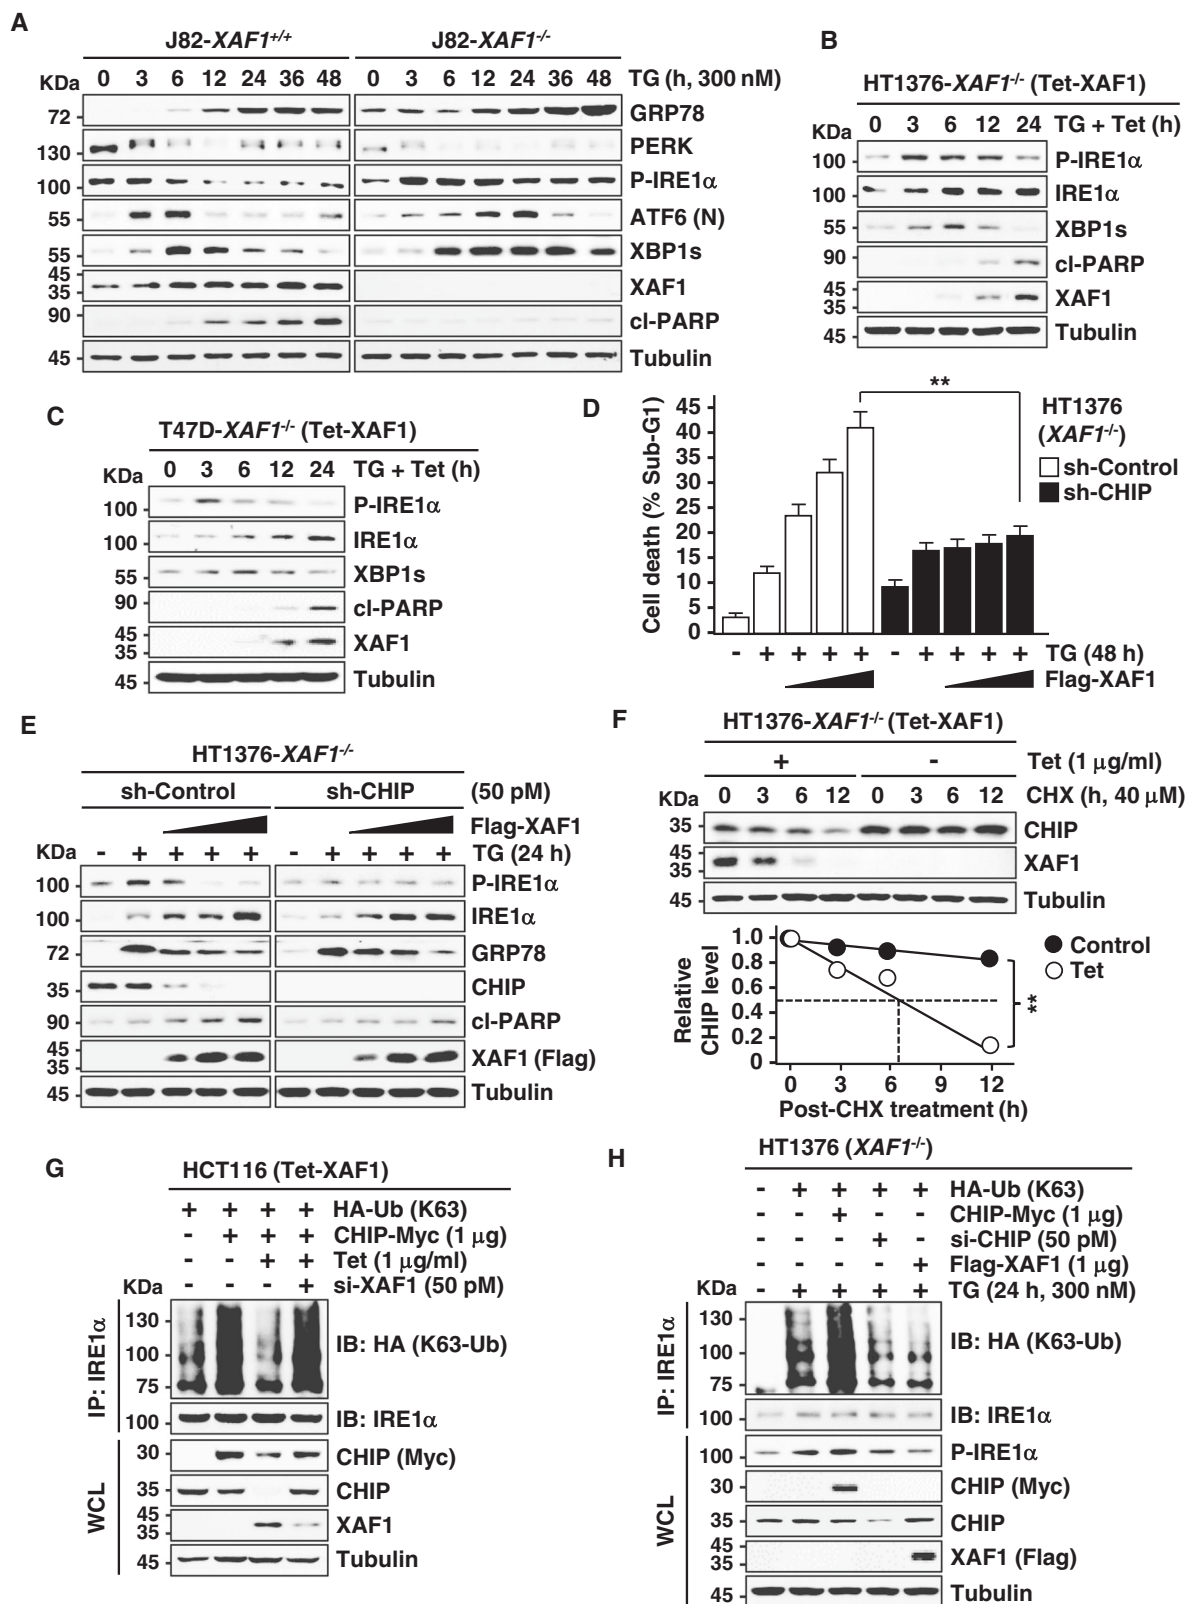 A
J82-XAF1+/+
J82-XAF1-/-
KDa 0 3 6 12 24 36 48 0 3 6 12 24 36 48 TG (h, 300 nM)
72 GRP78
130 PERK
100 P-IRE1α
55 ATF6 (N)
55 XBP1s
45
35 XAF1
90 cl-PARP
45 Tubulin
B
HT1376-XAF1-/- (Tet-XAF1)
KDa 0 3 6 12 24 TG + Tet (h)
100 P-IRE1α
100 IRE1α
55 XBP1s
90 cl-PARP
45
35 XAF1
45 Tubulin
C
T47D-XAF1-/- (Tet-XAF1)
KDa 0 3 6 12 24 TG + Tet (h)
100 P-IRE1α
100 IRE1α
55 XBP1s
90 cl-PARP
45
35 XAF1
45 Tubulin
D
Cell death (% Sub-G1)
45
40
35
30
25
20
15
10
5
0
**
HT1376
(XAF1-/-)
sh-Control
sh-CHIP
- + + + + - + + + + TG (48 h)
Flag-XAF1
E
HT1376-XAF1-/-
sh-Control sh-CHIP (50 pM)
Flag-XAF1
KDa - + + + + - + + + + TG (24 h)
100 P-IRE1α
100 IRE1α
72 GRP78
35 CHIP
90 cl-PARP
45
35 XAF1 (Flag)
45 Tubulin
F
HT1376-XAF1-/- (Tet-XAF1)
+ - Tet (1 μg/ml)
KDa 0 3 6 12 0 3 6 12 CHX (h, 40 μM)
35 CHIP
45
35 XAF1
45 Tubulin
Relative
CHIP level
1.0
0.8
0.6
0.4
0.2
0
Control
Tet
**
0 3 6 9 12
Post-CHX treatment (h)
G
HCT116 (Tet-XAF1)
+ + + + HA-Ub (K63)
- + + + CHIP-Myc (1 μg)
- - + + Tet (1 μg/ml)
KDa - - - + si-XAF1 (50 pM)
IP: IRE1α
130
100 IB: HA (K63-Ub)
75
100 IB: IRE1α
WCL
30 CHIP (Myc)
35 CHIP
45
35 XAF1
45 Tubulin
H
HT1376 (XAF1-/-)
- + + + + HA-Ub (K63)
- - + - - CHIP-Myc (1 μg)
- - - + - si-CHIP (50 pM)
- - - - + Flag-XAF1 (1 μg)
KDa - + + + + TG (24 h, 300 nM)
IP: IRE1α
130
100 IB: HA (K63-Ub)
75
100 IB: IRE1α
WCL
100 P-IRE1α
30 CHIP (Myc)
35 CHIP
45
35 XAF1 (Flag)
45 Tubulin